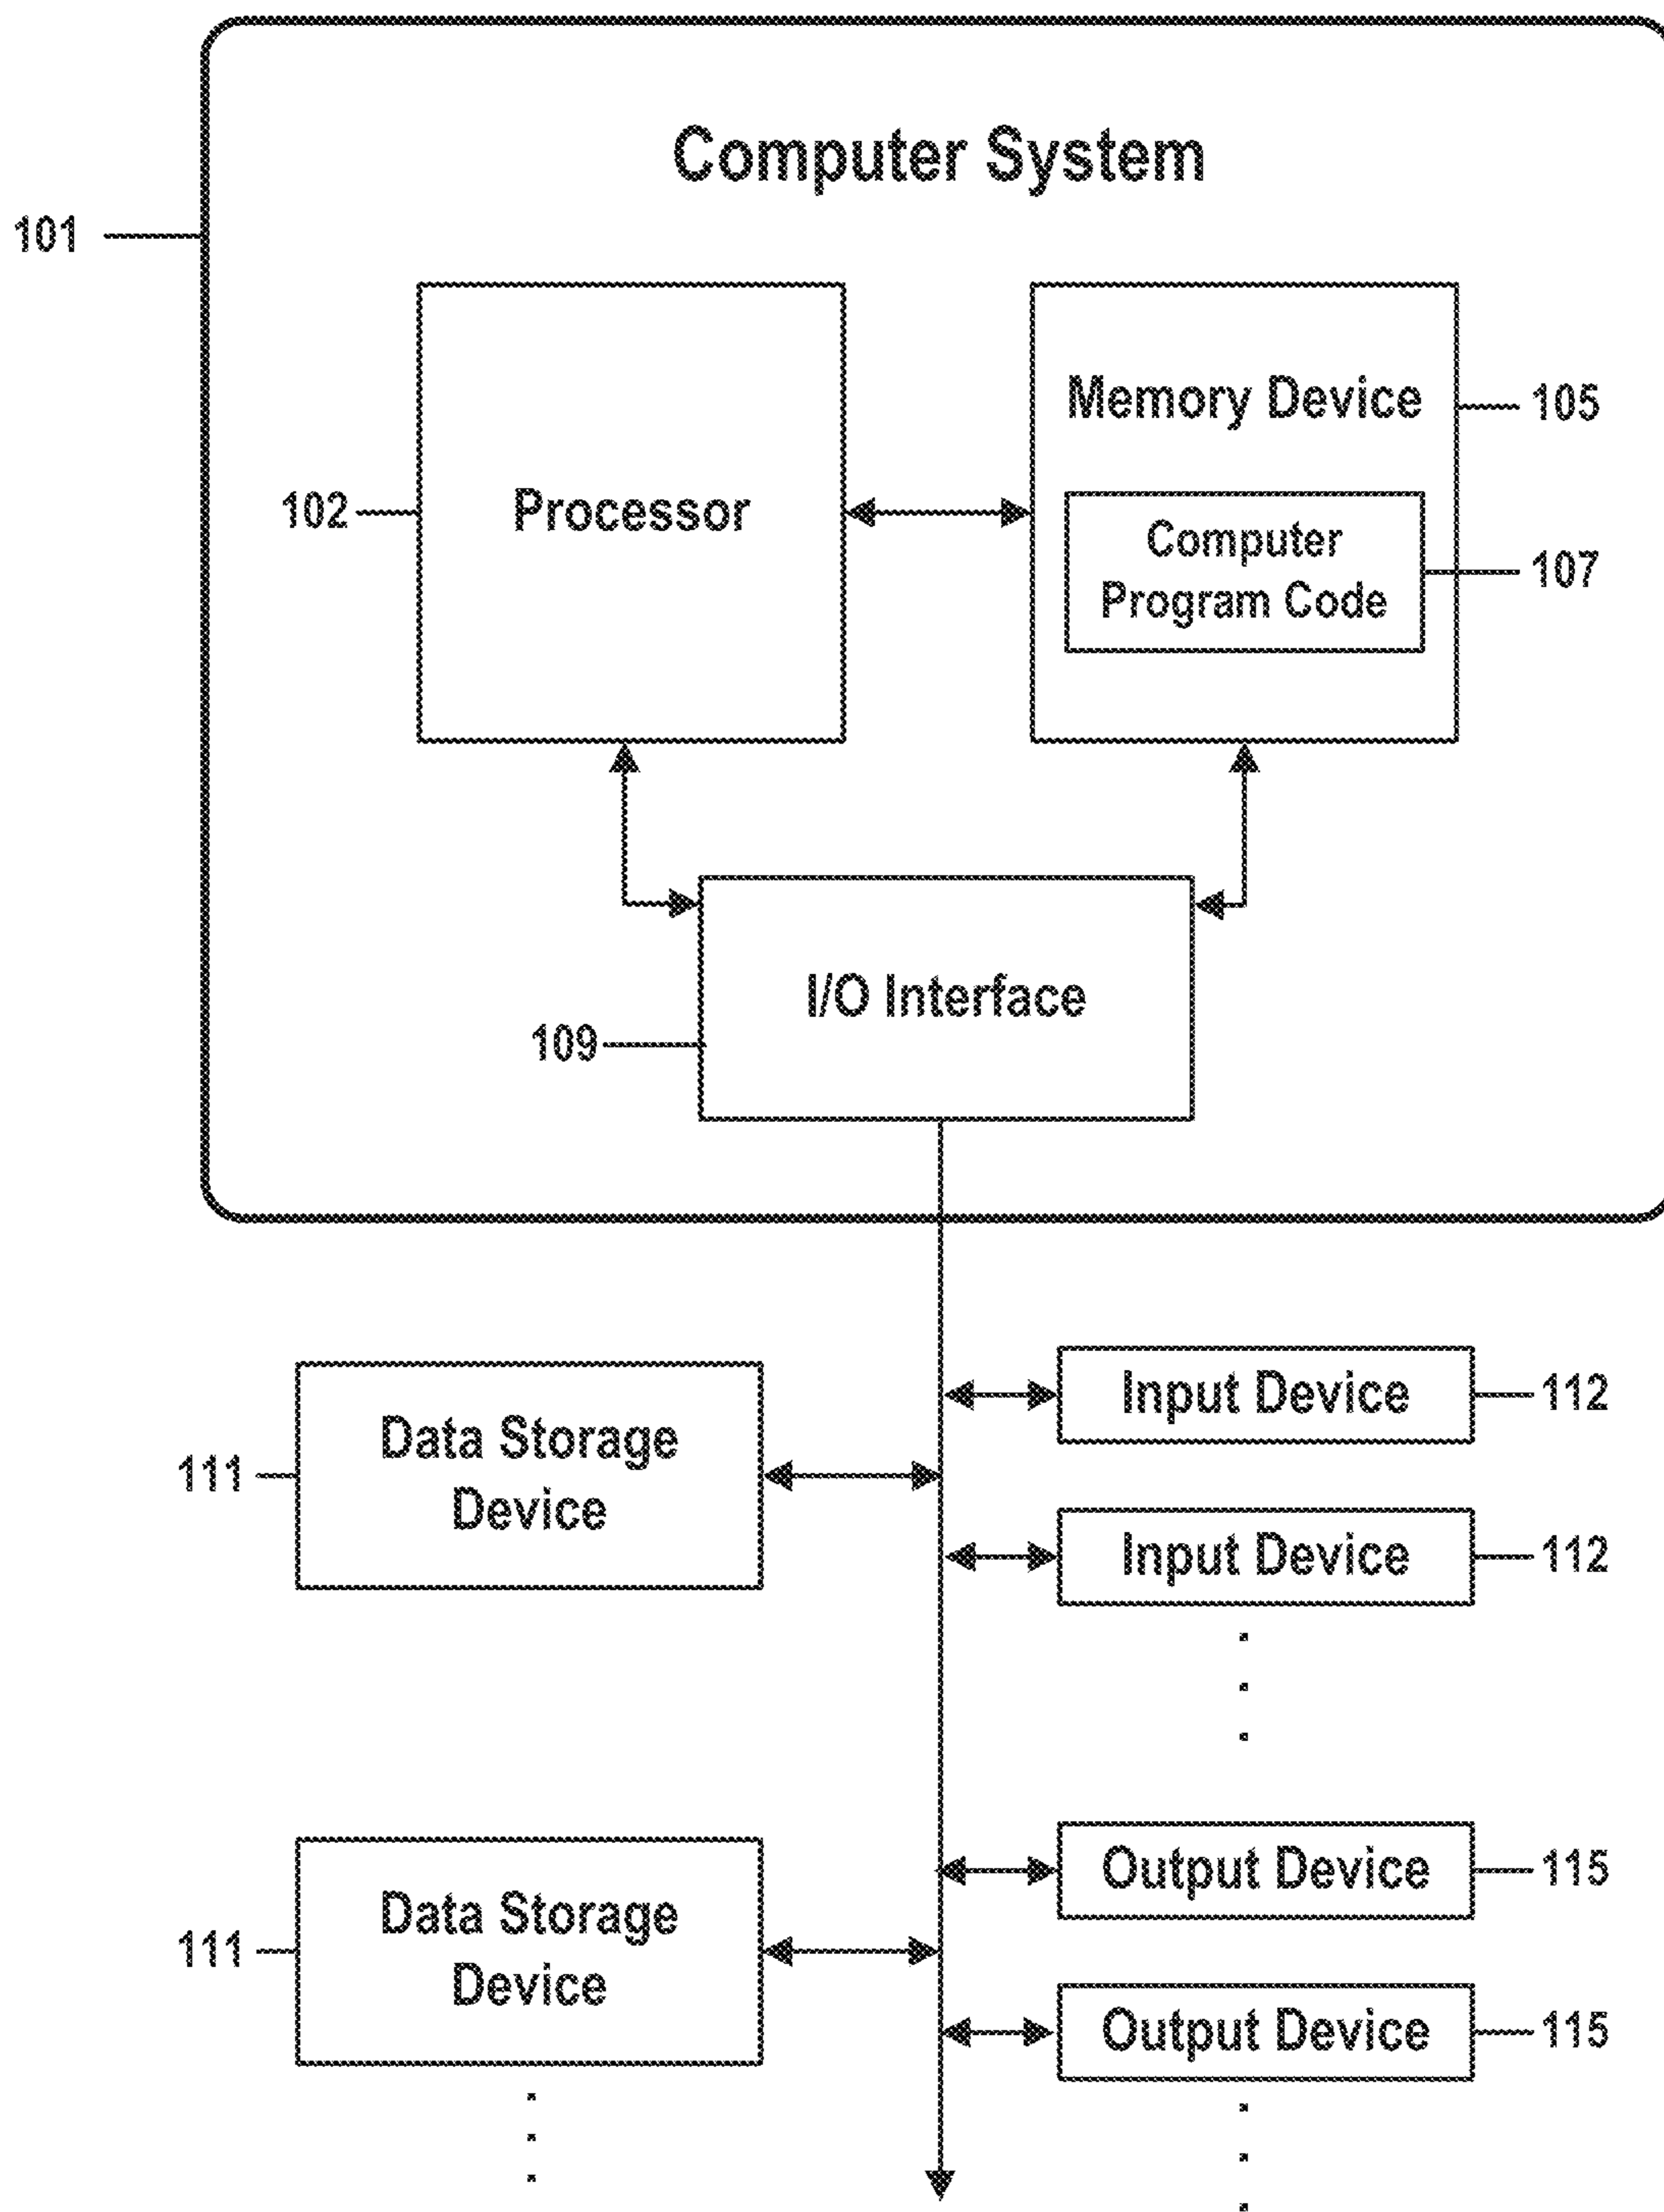 Computer System
101
Memory Device
105
102
Processor
Computer
Program Code
107
I/O Interface
109
Input Device
112
Data Storage
Device
111
Input Device
112
Output Device
115
Data Storage
Device
111
Output Device
115